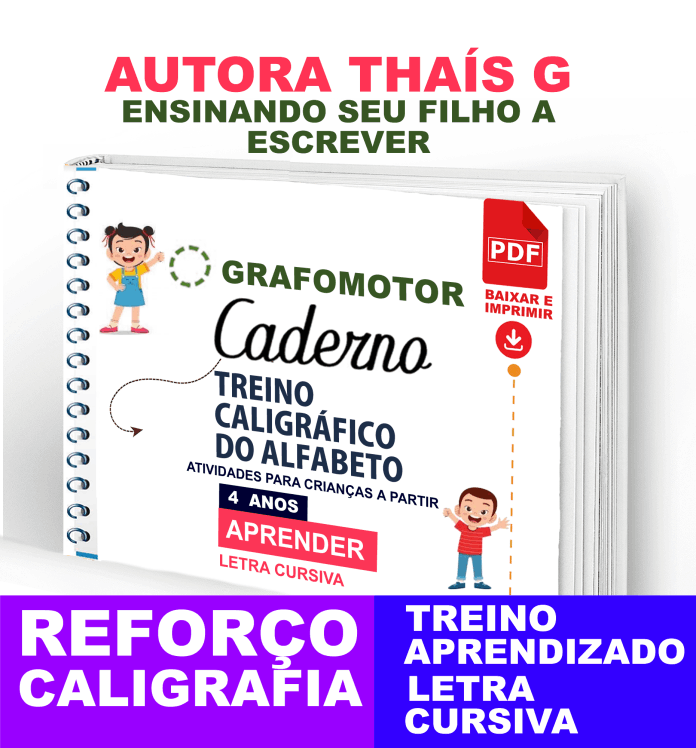 AUTORA THAÍS G
ENSINANDO SEU FILHO A
ESCREVER
PDF
BAIXAR E
IMPRIMIR
GRAFOMOTOR
Caderno
TREINO
CALIGRÁFICO
DO ALFABETO
ATIVIDADES PARA CRIANÇAS A PARTIR
4 ANOS
APRENDER
LETRA CURSIVA
REFORÇO
CALIGRAFIA
TREINO
APRENDIZADO
LETRA
CURSIVA